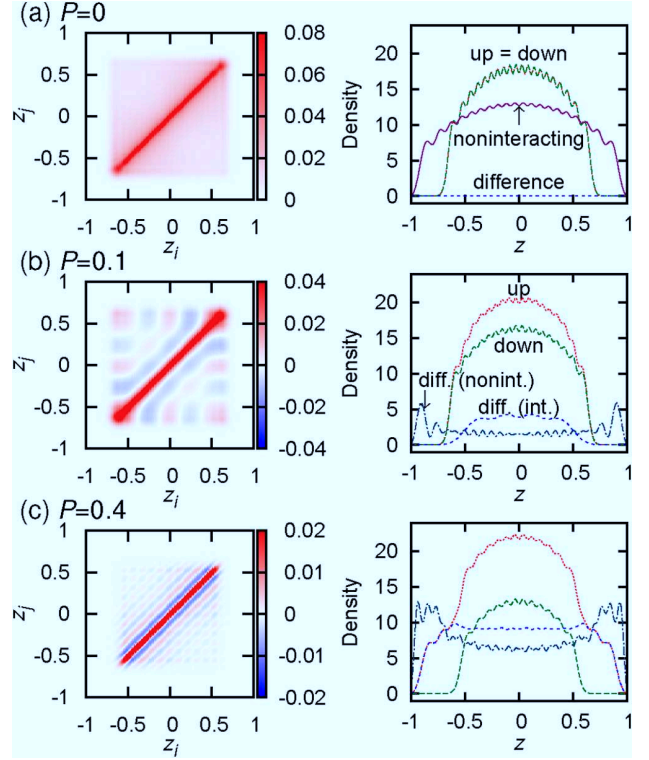 (a) P=0
1
0.5
0
-0.5
-1
z_j
-1 -0.5 0 0.5 1
z_i
0.08
0.06
0.04
0.02
0
Density
20
15
10
5
0
up = down
noninteracting
difference
-1 -0.5 0 0.5 1
z
(b) P=0.1
1
0.5
0
-0.5
-1
z_j
-1 -0.5 0 0.5 1
z_i
0.04
0.02
0
-0.02
-0.04
Density
20
15
10
5
0
up
down
diff. (nonint.)
diff. (int.)
-1 -0.5 0 0.5 1
z
(c) P=0.4
1
0.5
0
-0.5
-1
z_j
-1 -0.5 0 0.5 1
z_i
0.02
0.01
0
-0.01
-0.02
Density
20
15
10
5
0
-1 -0.5 0 0.5 1
z